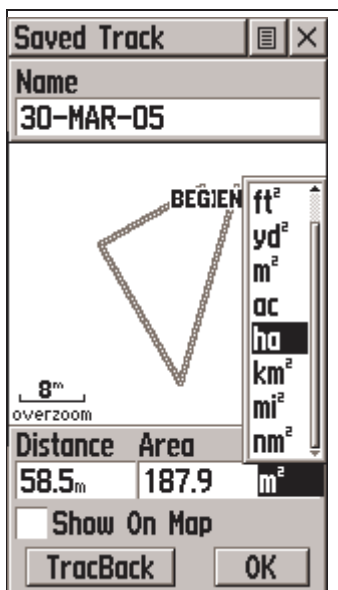 Saved Track
Name
30-MAR-05
ft²
yd²
m²
ac
ha
km²
mi²
nm²
8m
overzoom
Distance Area
58.5m 187.9 m²
Show On Map
TracBack OK